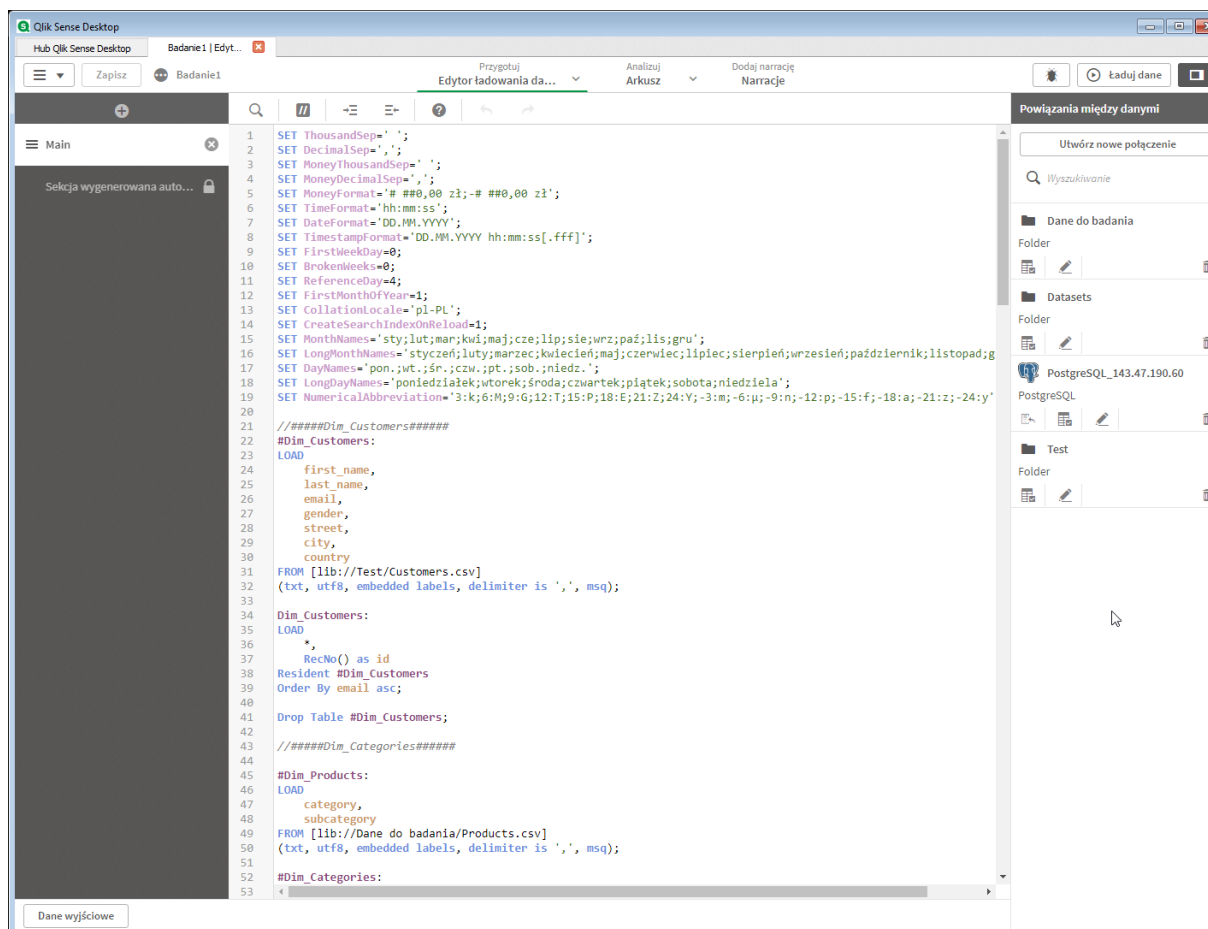 Qlik Sense Desktop
Hub Qlik Sense Desktop
Badanie1 | Edyt...
Zapisz
Badanie1
Przygotuj
Edytor ładowania da...
Analizuj
Arkusz
Dodaj narrację
Narracje
Ładuj dane
Main
Sekcja wygenerowana auto...
1 SET ThousandSep=' ';
2 SET DecimalSep=',';
3 SET MoneyThousandSep=' ';
4 SET MoneyDecimalSep=',';
5 SET MoneyFormat='# ##0,00 zł;-# ##0,00 zł';
6 SET TimeFormat='hh:mm:ss';
7 SET DateFormat='DD.MM.YYYY';
8 SET TimestampFormat='DD.MM.YYYY hh:mm:ss[.fff]';
9 SET FirstWeekDay=0;
10 SET BrokenWeeks=0;
11 SET ReferenceDay=4;
12 SET FirstMonthOfYear=1;
13 SET CollationLocale='pl-PL';
14 SET CreateSearchIndexOnReload=1;
15 SET MonthNames='sty;lut;mar;kwi;maj;cze;lip;sie;wrz;paź;lis;gru';
16 SET LongMonthNames='styczeń;luty;marzec;kwiecień;maj;czerwiec;lipiec;sierpień;wrzesień;październik;listopad;g
17 SET DayNames='pon.;wt.;śr.;czw.;pt.;sob.;niedz.';
18 SET LongDayNames='poniedziałek;wtorek;środa;czwartek;piątek;sobota;niedziela';
19 SET NumericalAbbreviation='3:k;6:M;9:G;12:T;15:P;18:E;21:Z;24:Y;-3:m;-6:μ;-9:n;-12:p;-15:f;-18:a;-21:z;-24:y'
20
21 //#####Dim_Customers######
22 #Dim_Customers:
23 LOAD
24 first_name,
25 last_name,
26 email,
27 gender,
28 street,
29 city,
30 country
31 FROM [lib://Test/Customers.csv]
32 (txt, utf8, embedded labels, delimiter is ',', msq);
33
34 Dim_Customers:
35 LOAD
36 *,
37 RecNo() as id
38 Resident #Dim_Customers
39 Order By email asc;
40
41 Drop Table #Dim_Customers;
42
43 //#####Dim_Categories######
44
45 #Dim_Products:
46 LOAD
47 category,
48 subcategory
49 FROM [lib://Dane do badania/Products.csv]
50 (txt, utf8, embedded labels, delimiter is ',', msq);
51
52 #Dim_Categories:
53
Powiązania między danymi
Utwórz nowe połączenie
Wyszukiwanie
Dane do badania
Folder
Datasets
Folder
PostgreSQL_143.47.190.60
PostgreSQL
Test
Folder
Dane wyjściowe